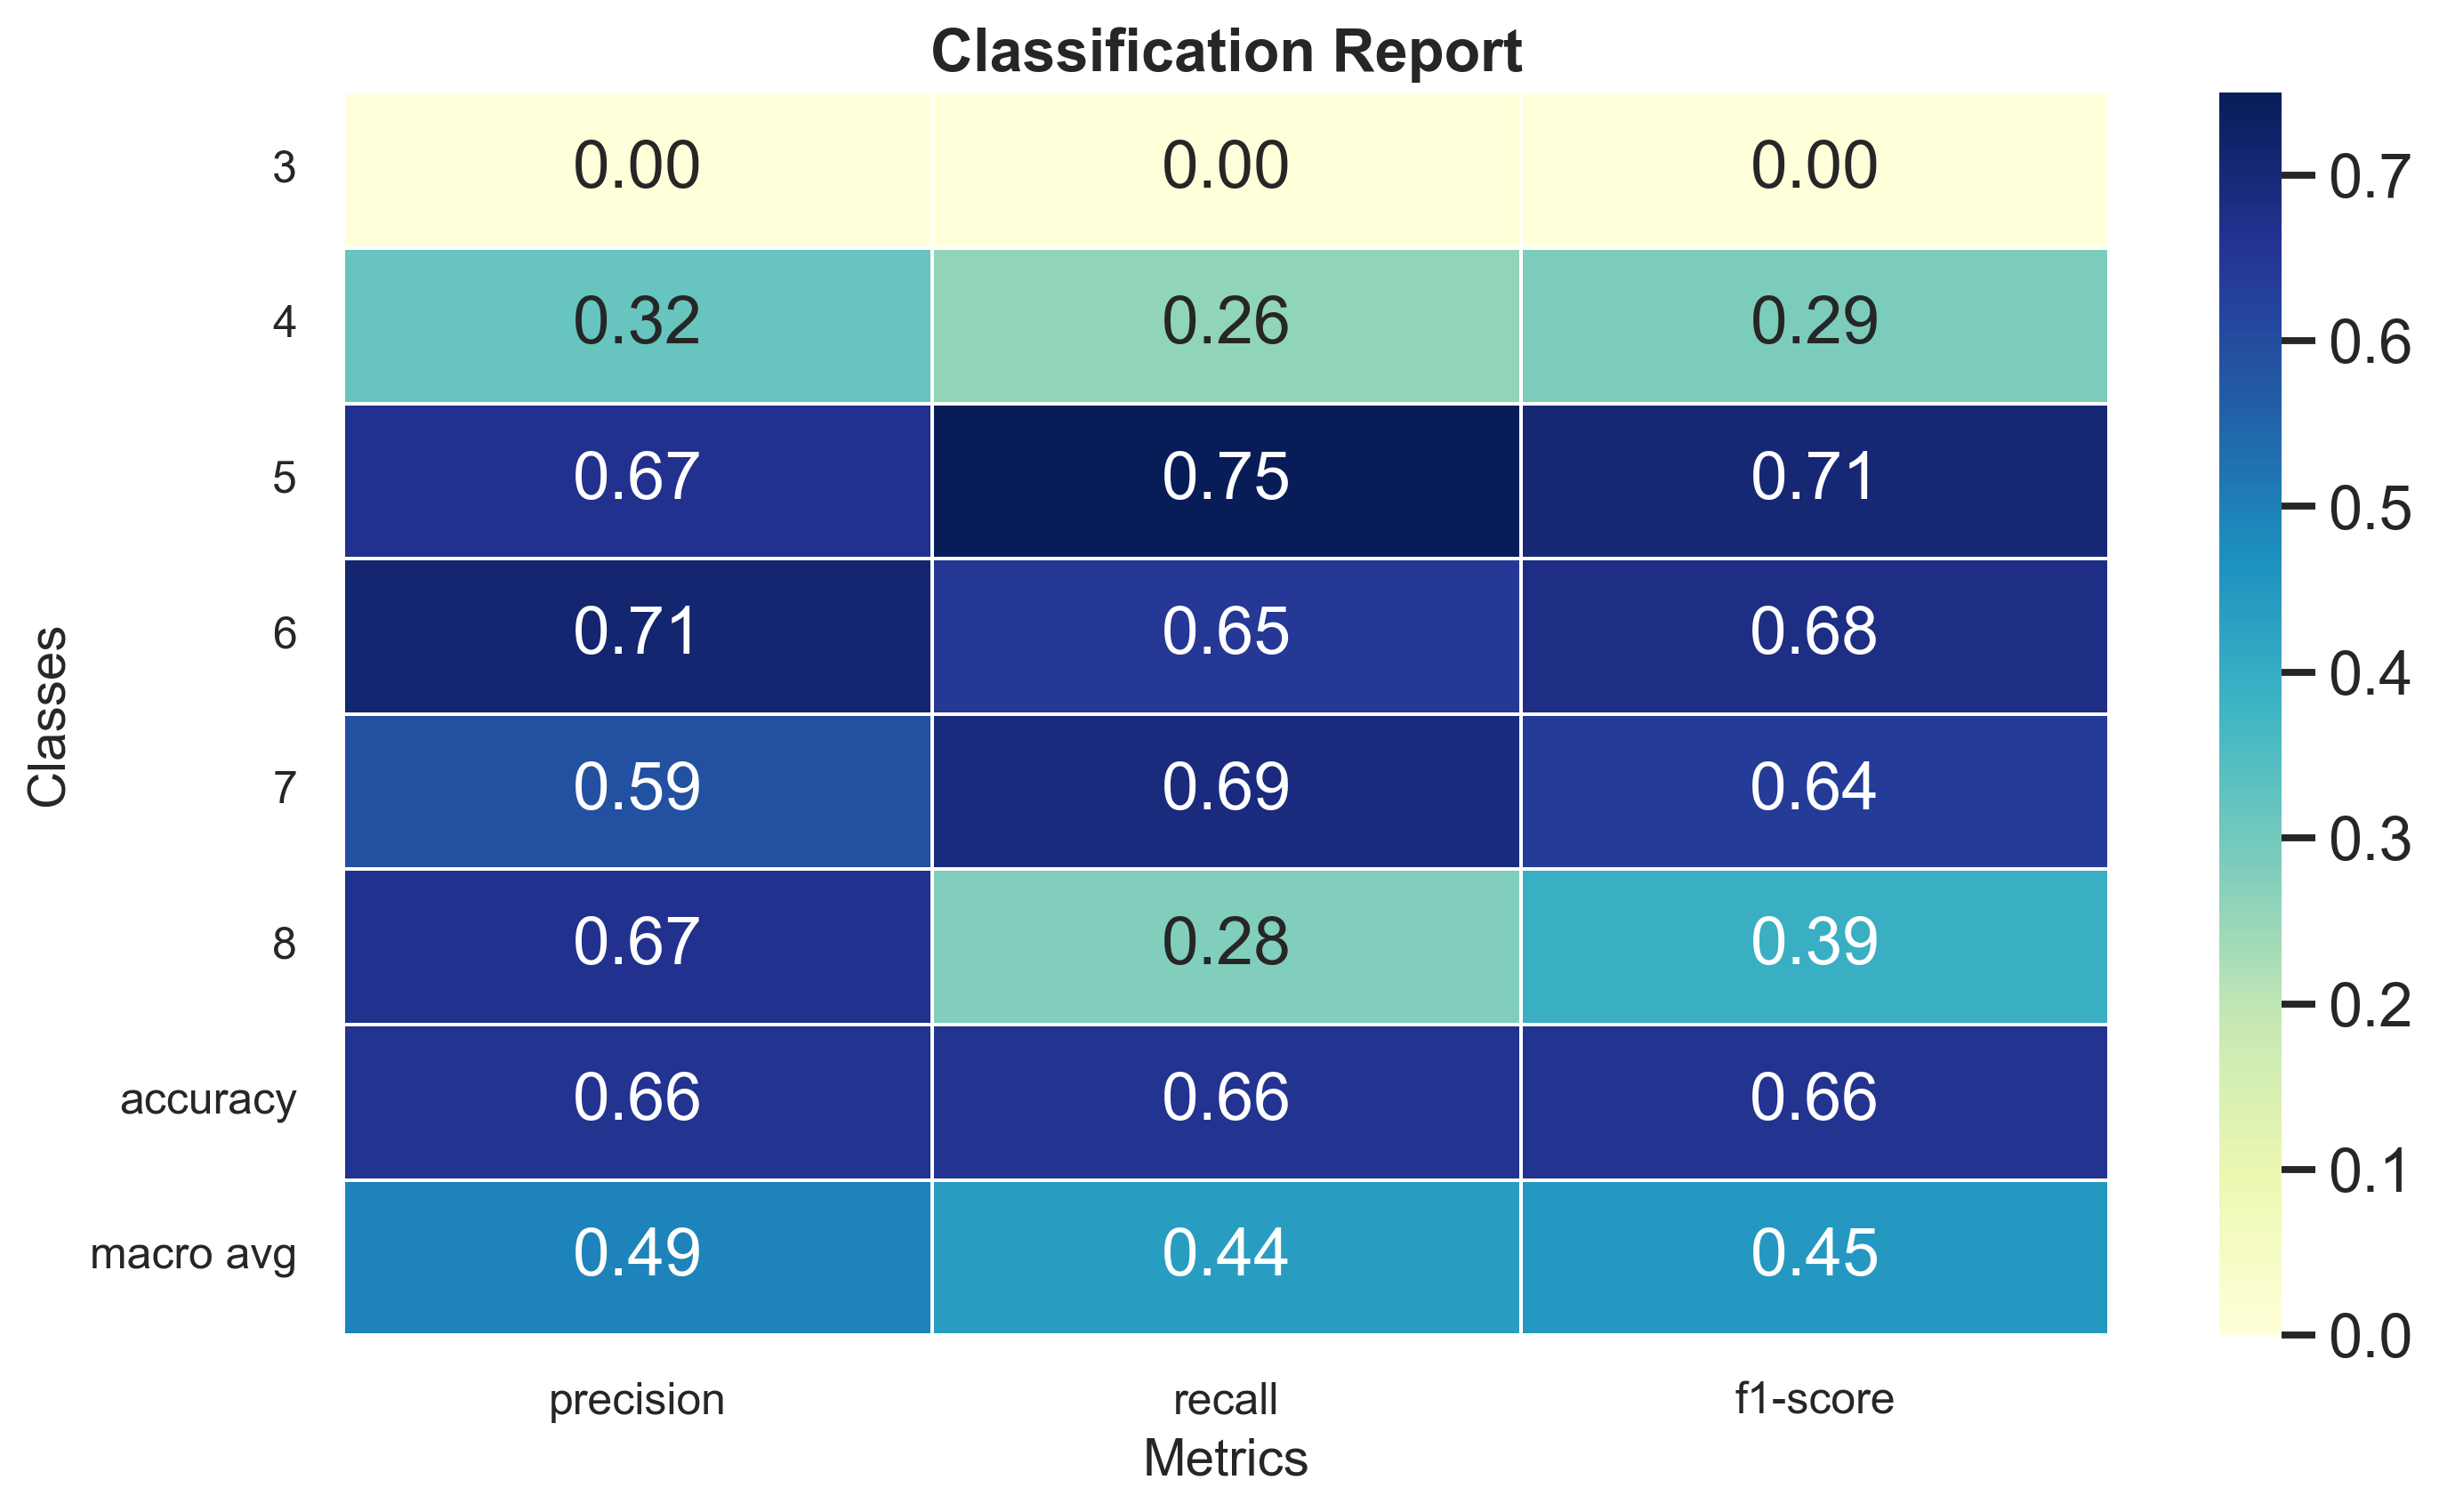 Classification Report
3 0.00 0.00 0.00
4 0.32 0.26 0.29
5 0.67 0.75 0.71
6 0.71 0.65 0.68
7 0.59 0.69 0.64
8 0.67 0.28 0.39
accuracy 0.66 0.66 0.66
macro avg 0.49 0.44 0.45
precision recall f1-score
Metrics
Classes
0.7
0.6
0.5
0.4
0.3
0.2
0.1
0.0